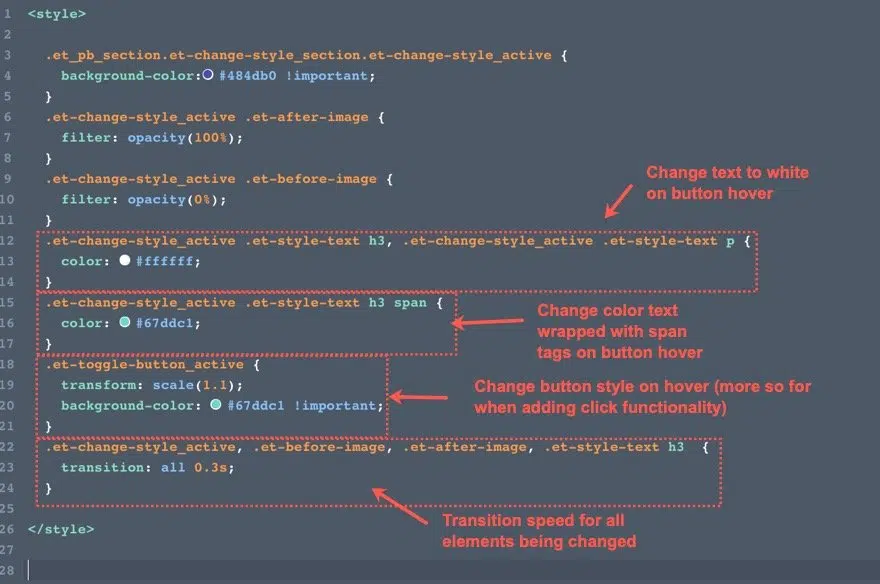 1 <style>
2
3 .et_pb_section.et-change-style_section.et-change-style_active {
4 background-color: #484db0 !important;
5 }
6 .et-change-style_active .et-after-image {
7 filter: opacity(100%);
8 }
9 .et-change-style_active .et-before-image {
10 filter: opacity(0%);
11 }
12 .et-change-style_active .et-style-text h3, .et-change-style_active .et-style-text p {
13 color: #ffffff;
14 }
15 .et-change-style_active .et-style-text h3 span {
16 color: #67ddc1;
17 }
18 .et-toggle-button_active {
19 transform: scale(1.1);
20 background-color: #67ddc1 !important;
21 }
22 .et-change-style_active, .et-before-image, .et-after-image, .et-style-text h3 {
23 transition: all 0.3s;
24 }
25
26 </style>
27
28
Change text to white
on button hover
Change color text
wrapped with span
tags on button hover
Change button style on hover (more so for
when adding click functionality)
Transition speed for all
elements being changed